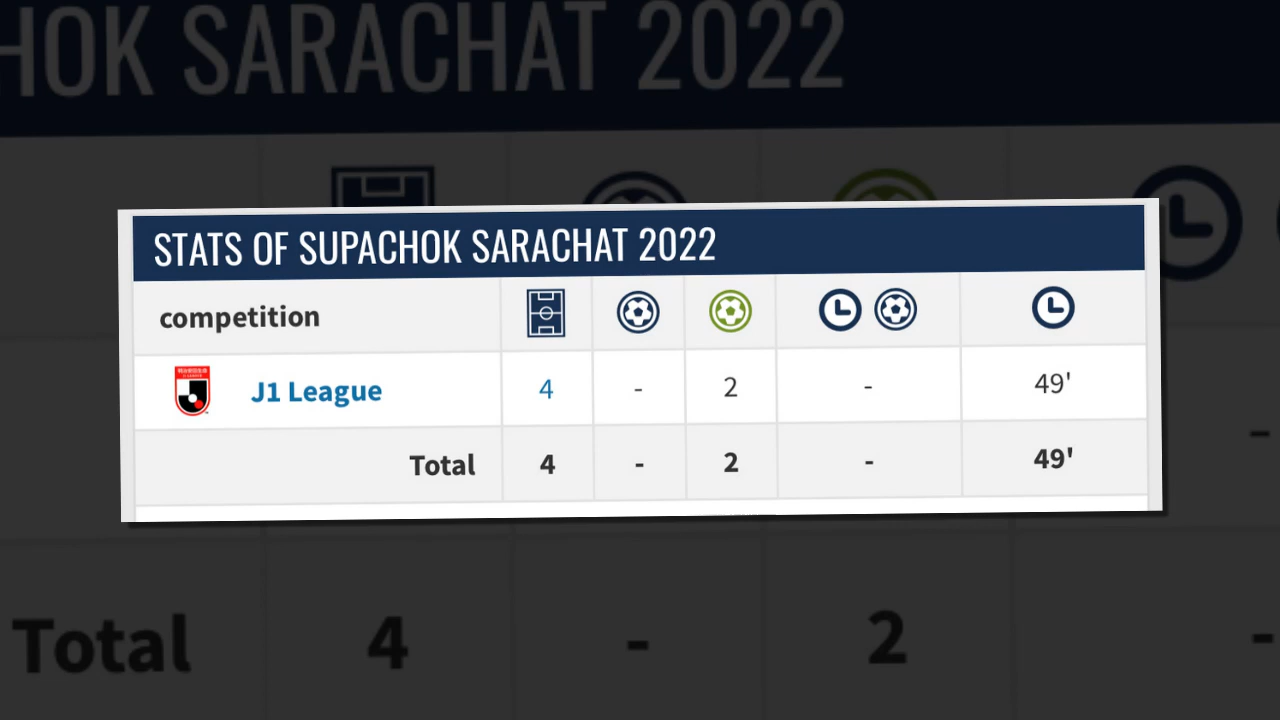 HOK SARACHAT 2022
STATS OF SUPACHOK SARACHAT 2022
competition
J1 League 4 - 2 - 49'
Total 4 - 2 - 49'
-
Total 4 - 2 -